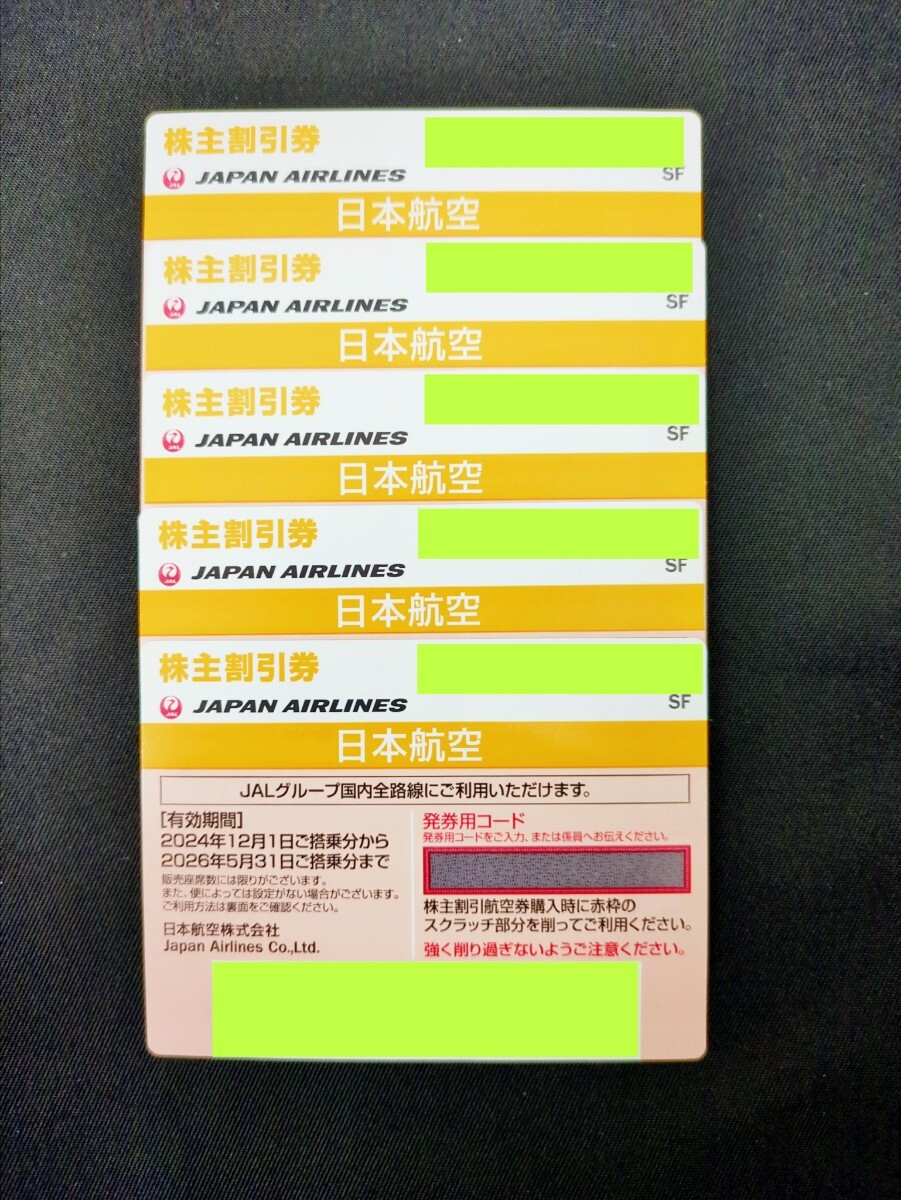 株主割引券
JAL JAPAN AIRLINES SF
日本航空
株主割引券
JAL JAPAN AIRLINES SF
日本航空
株主割引券
JAL JAPAN AIRLINES SF
日本航空
株主割引券
JAL JAPAN AIRLINES SF
日本航空
株主割引券
JAL JAPAN AIRLINES SF
日本航空
JALグループ国内全路線にご利用いただけます。
[有効期間]
2024年12月1日ご搭乗分から
2026年5月31日ご搭乗分まで
販売座席数には限りがございます。
また、便によっては設定がない場合がございます。
ご利用方法は裏面をご確認ください。
日本航空株式会社
Japan Airlines Co.,Ltd.
発券用コード
発券用コードをご入力、または係員へお伝えください。
株主割引航空券購入時に赤枠の
スクラッチ部分を削ってご利用ください。
強く削り過ぎないようご注意ください。